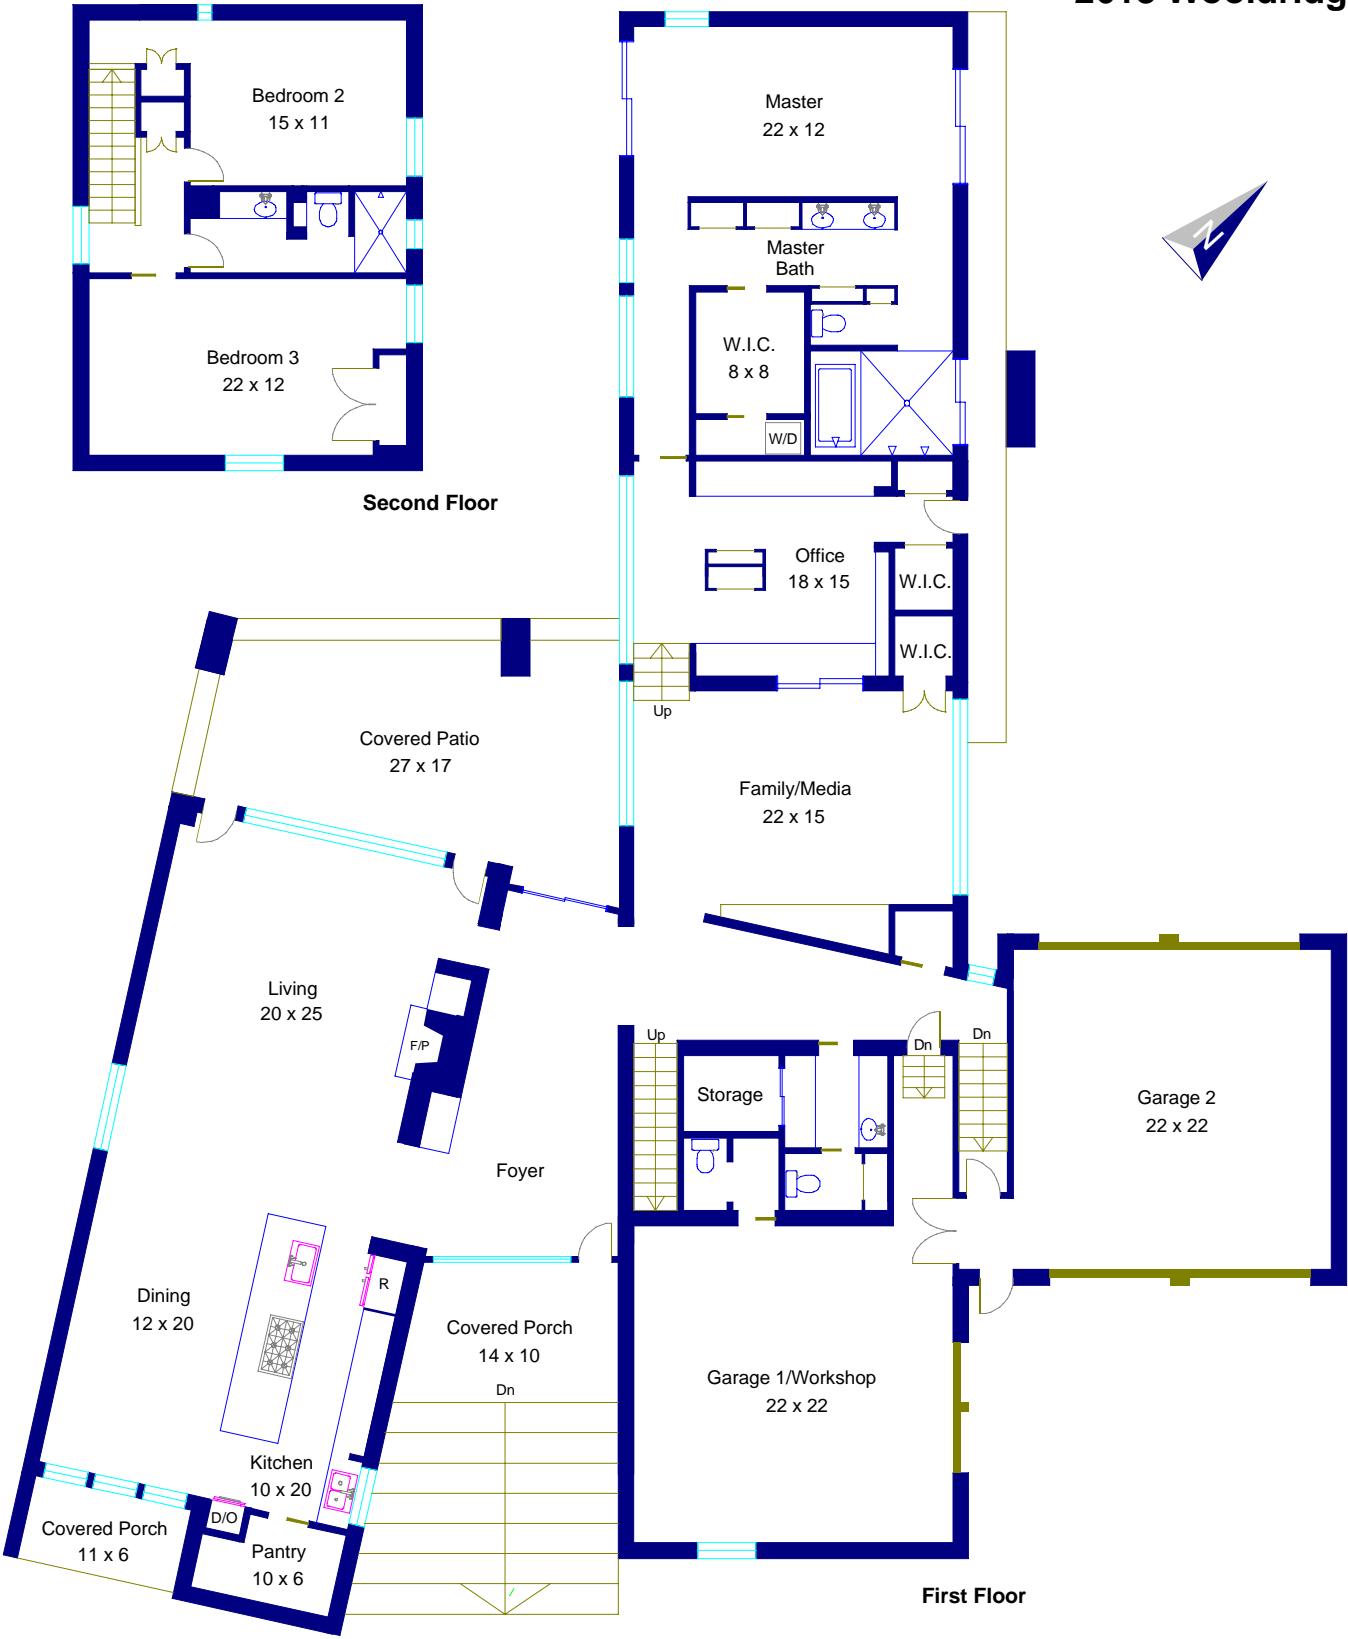 Bedroom 2
15 x 11
Bedroom 3
22 x 12
Second Floor
Master
22 x 12
Master
Bath
W.I.C.
8 x 8
W/D
Office
18 x 15
W.I.C.
W.I.C.
Up
N
Covered Patio
27 x 17
Family/Media
22 x 15
Living
20 x 25
F/P
Foyer
Up
Storage
Dn
Dn
Garage 2
22 x 22
Dining
12 x 20
R
Covered Porch
14 x 10
Dn
Garage 1/Workshop
22 x 22
Kitchen
10 x 20
D/O
Covered Porch
11 x 6
Pantry
10 x 6
First Floor